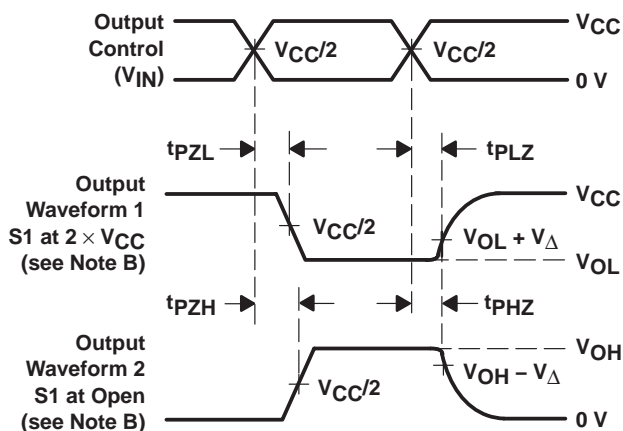 Output
Control
(VIN)
VCC/2
VCC/2
VCC
0 V
tPZL
tPLZ
Output
Waveform 1
S1 at 2 × VCC
(see Note B)
VCC/2
VCC
VOL + VΔ
VOL
tPZH
tPHZ
Output
Waveform 2
S1 at Open
(see Note B)
VCC/2
VOH
VOH − VΔ
0 V